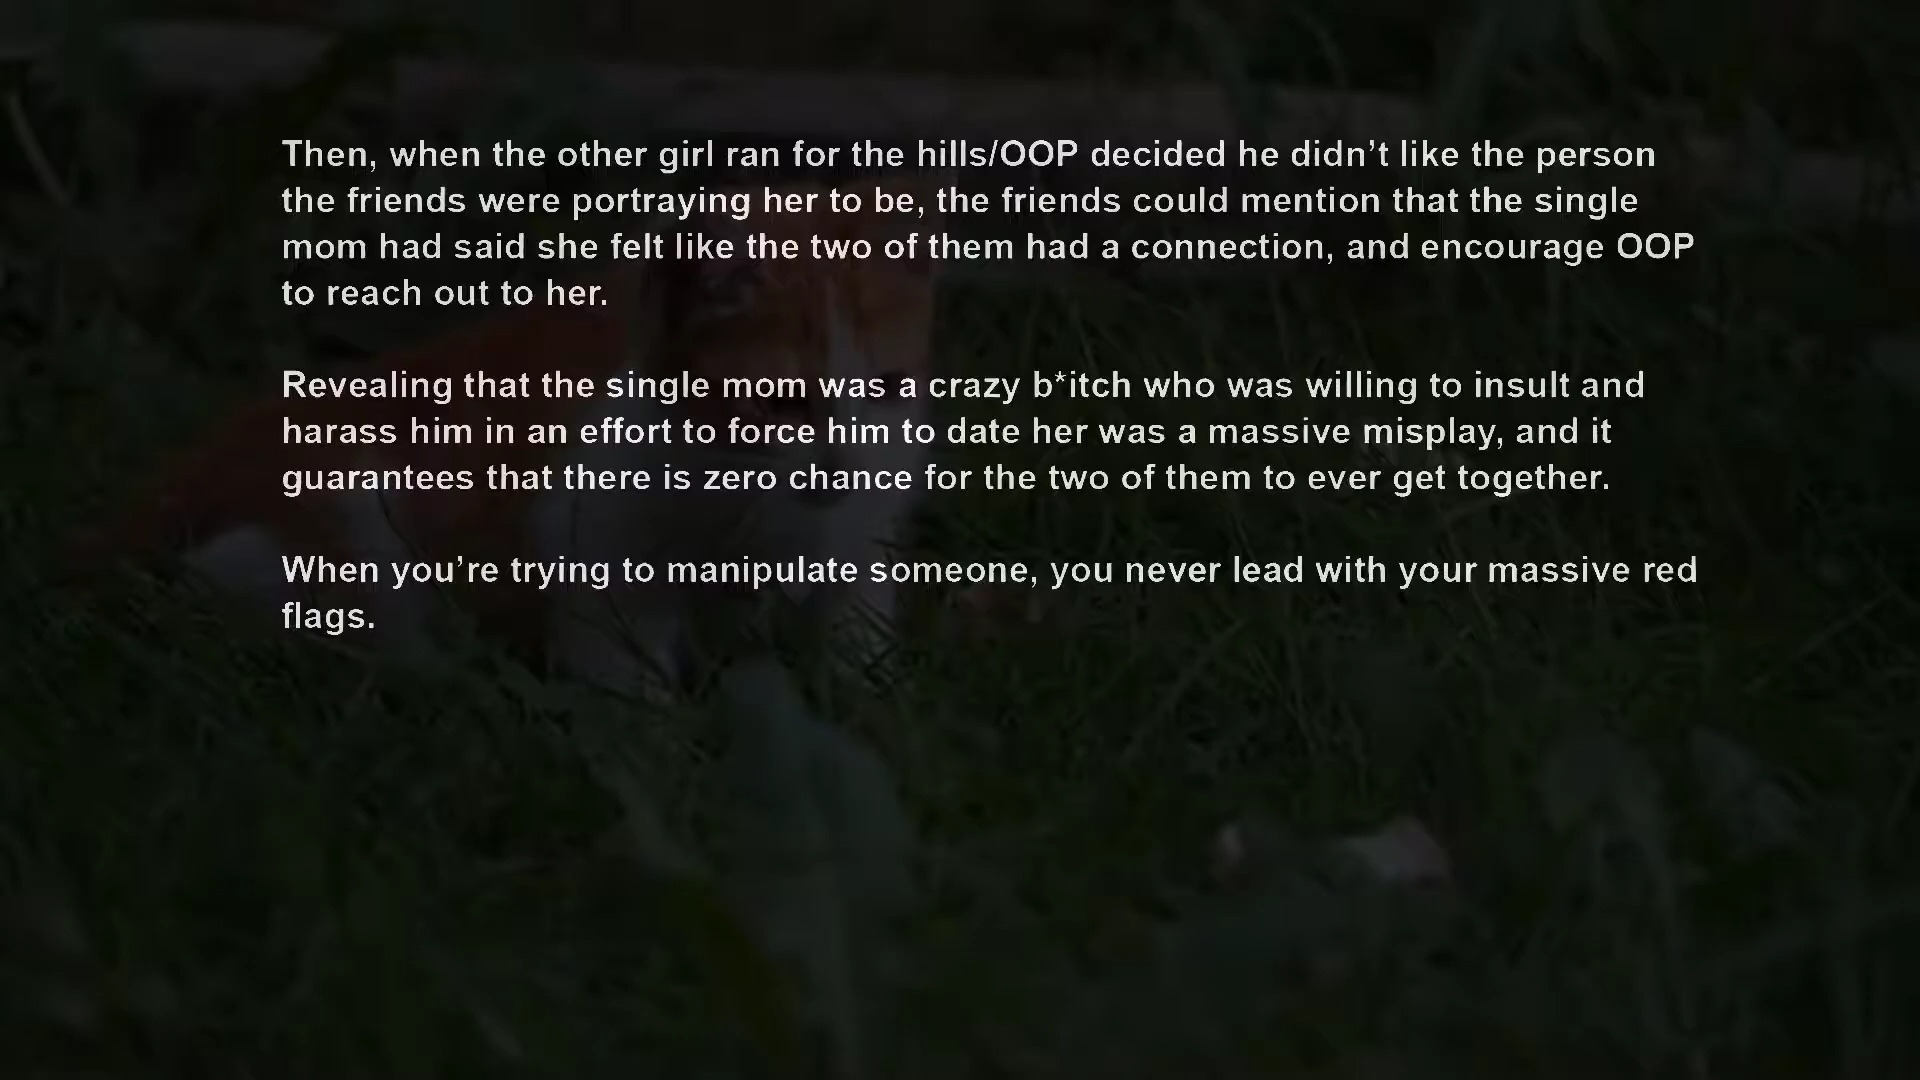 Then, when the other girl ran for the hills/OOP decided he didn’t like the person
the friends were portraying her to be, the friends could mention that the single
mom had said she felt like the two of them had a connection, and encourage OOP
to reach out to her.
Revealing that the single mom was a crazy b*itch who was willing to insult and
harass him in an effort to force him to date her was a massive misplay, and it
guarantees that there is zero chance for the two of them to ever get together.
When you’re trying to manipulate someone, you never lead with your massive red
flags.